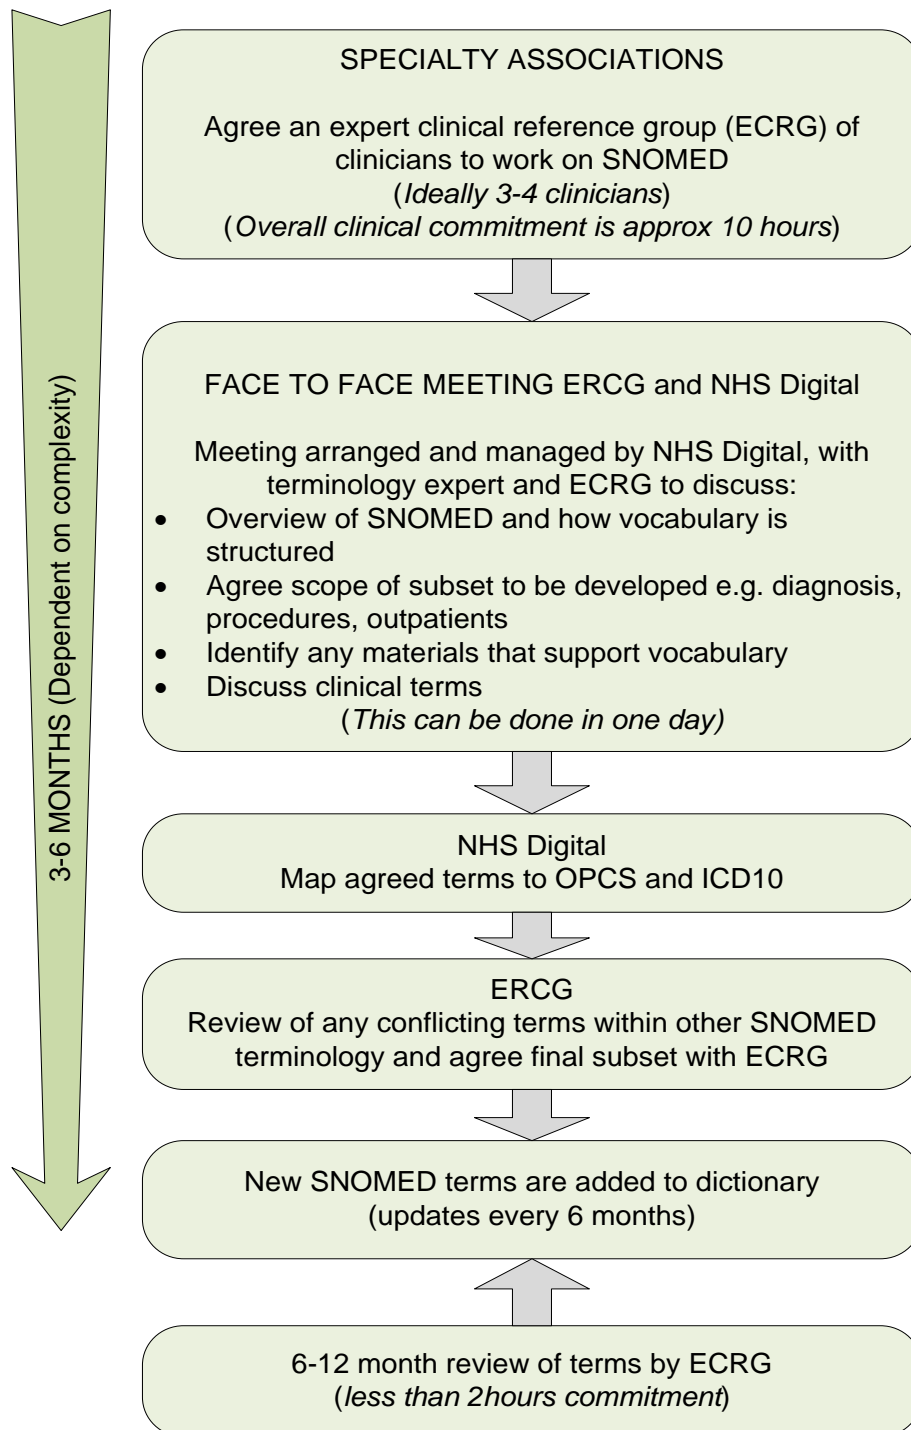 SPECIALTY ASSOCIATIONS
Agree an expert clinical reference group (ECRG) of
clinicians to work on SNOMED
(Ideally 3-4 clinicians)
(Overall clinical commitment is approx 10 hours)
3-6 MONTHS (Dependent on complexity)
FACE TO FACE MEETING ERCG and NHS Digital
Meeting arranged and managed by NHS Digital, with
terminology expert and ECRG to discuss:
• Overview of SNOMED and how vocabulary is
structured
• Agree scope of subset to be developed e.g. diagnosis,
procedures, outpatients
• Identify any materials that support vocabulary
• Discuss clinical terms
(This can be done in one day)
NHS Digital
Map agreed terms to OPCS and ICD10
ERCG
Review of any conflicting terms within other SNOMED
terminology and agree final subset with ECRG
New SNOMED terms are added to dictionary
(updates every 6 months)
6-12 month review of terms by ECRG
(less than 2hours commitment)